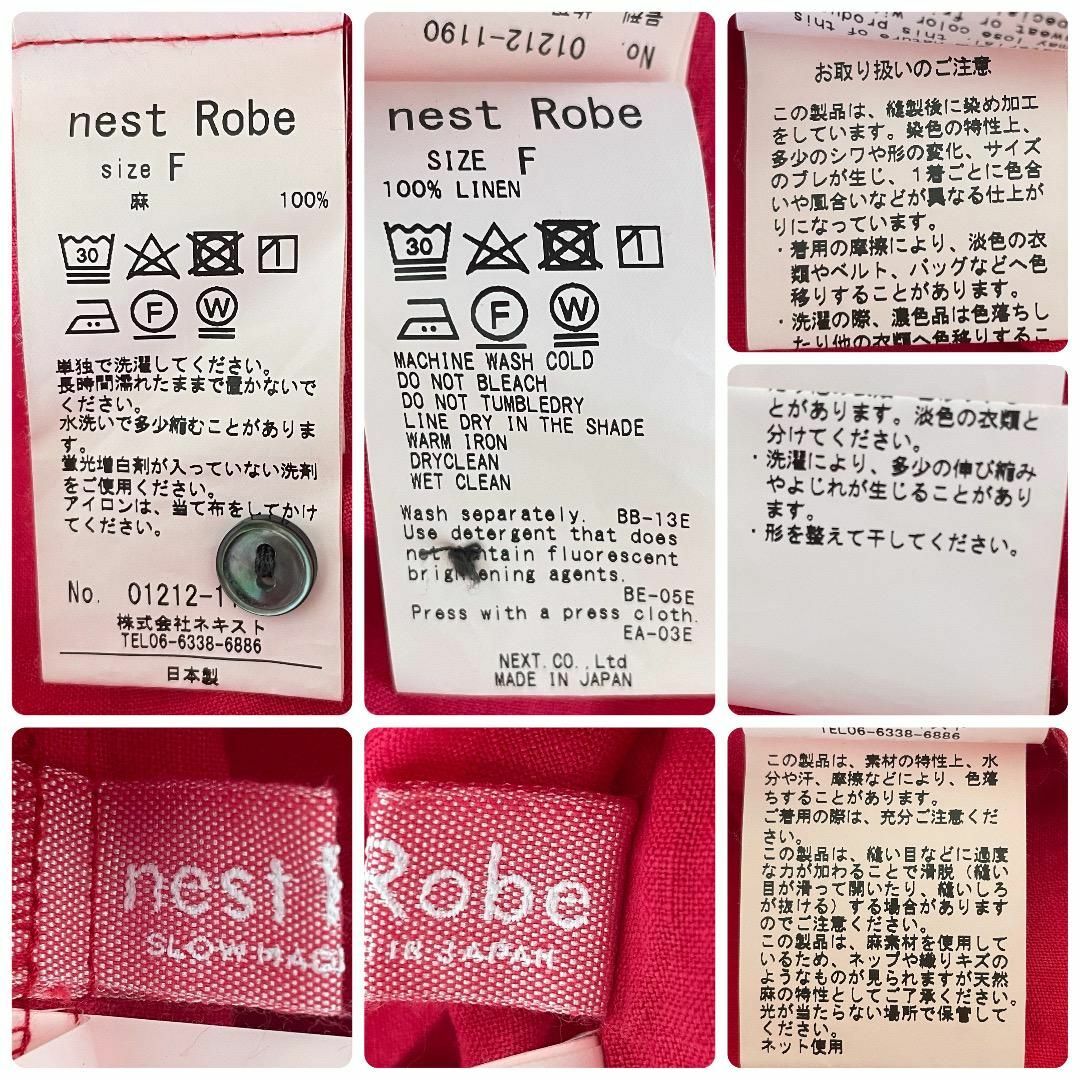 nest Robe
size F
麻 100%
30
F W
単独で洗濯してください。
長時間濡れたままで置かないで
ください。
水洗いで多少縮むことがありま
す。
蛍光増白剤が入っていない洗剤
をご使用ください。
アイロンは、当て布をしてかけ
てください。
No. 01212-1
株式会社ネキスト
TEL06-6338-6886
日本製
No. 01212-1190
nest Robe
SIZE F
100% LINEN
30
F W
MACHINE WASH COLD
DO NOT BLEACH
DO NOT TUMBLEDRY
LINE DRY IN THE SHADE
WARM IRON
DRYCLEAN
WET CLEAN
Wash separately. BB-13E
Use detergent that does
fluorescent
agents.
BE-05E
Press with a press cloth.
EA-03E
NEXT.CO.,Ltd
MADE IN JAPAN
お取り扱いのご注意
この製品は、縫製後に染め加工
をしています。染色の特性上、
多少のシワや形の変化、サイズ
のブレが生じ、1着ごとに色合
いや風合いなどが異なる仕上が
りになっています。
・着用の摩擦により、淡色の衣
類やベルト、バッグなどへ色
移りすることがあります。
・洗濯の際、濃色品は色落ちし
たり他の衣類へ色移りするこ
とがあります。淡色の衣類と
分けてください。
・洗濯により、多少の伸び縮み
やよじれが生じることがあり
ます。
・形を整えて干してください。
nest
SLOW MADE
Robe
IN JAPAN
TEL06-6338-6886
この製品は、素材の特性上、水
分や汗、摩擦などにより、色落
ちすることがあります。
ご着用の際は、充分ご注意くだ
さい。
この製品は、縫い目などに過度
な力が加わることで滑脱（縫い
目が滑って開いたり、縫いしろ
が抜ける）する場合があります
のでご注意ください。
この製品は、麻素材を使用して
いるため、ネップや織りキズの
ようなものが見られますが天然
麻の特性としてご了承ください。
光が当たらない場所で保管して
ください。
ネット使用